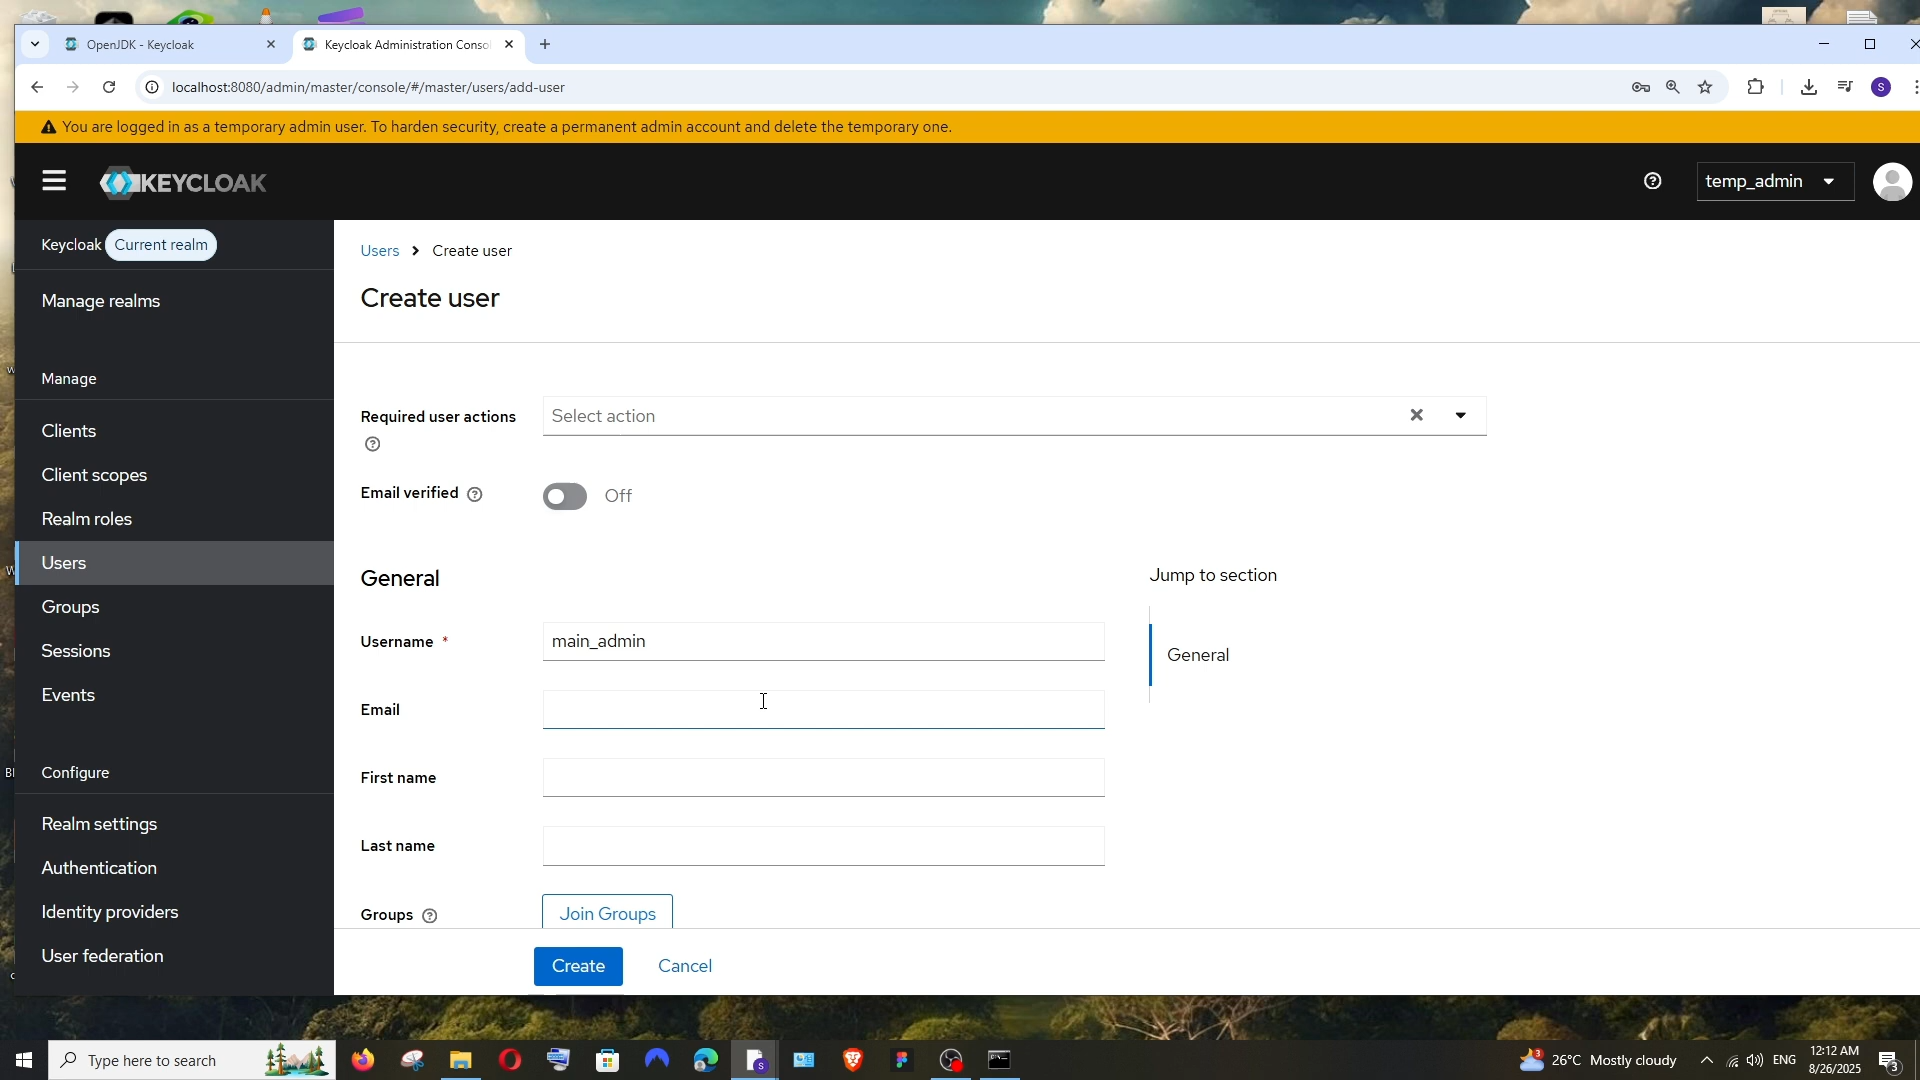 OpenJDK - Keycloak
Keycloak Administration Conso
localhost:8080/admin/master/console/#/master/users/add-user
S
You are logged in as a temporary admin user. To harden security, create a permanent admin account and delete the temporary one.
KEYCLOAK
temp_admin
Keycloak Current realm
Manage realms
Manage
Clients
Client scopes
Realm roles
Users
Groups
Sessions
Events
Configure
Realm settings
Authentication
Identity providers
User federation
Users > Create user
Create user
Required user actions
Select action
Email verified
Off
General
Username *
main_admin
Email
First name
Last name
Groups
Join Groups
Jump to section
General
Create
Cancel
Type here to search
3
26°C Mostly cloudy
ENG
12:12 AM
8/26/2025
3